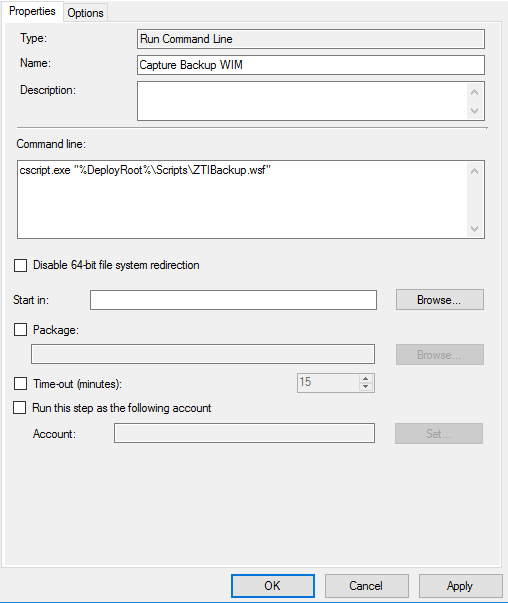 Properties Options
Type: Run Command Line
Name: Capture Backup WIM
Description:
Command line:
cscript.exe "%DeployRoot%\Scripts\ZTIBackup.wsf"
Disable 64-bit file system redirection
Start in: Browse...
Package:
Browse...
Time-out (minutes): 15
Run this step as the following account
Account: Set...
OK Cancel Apply